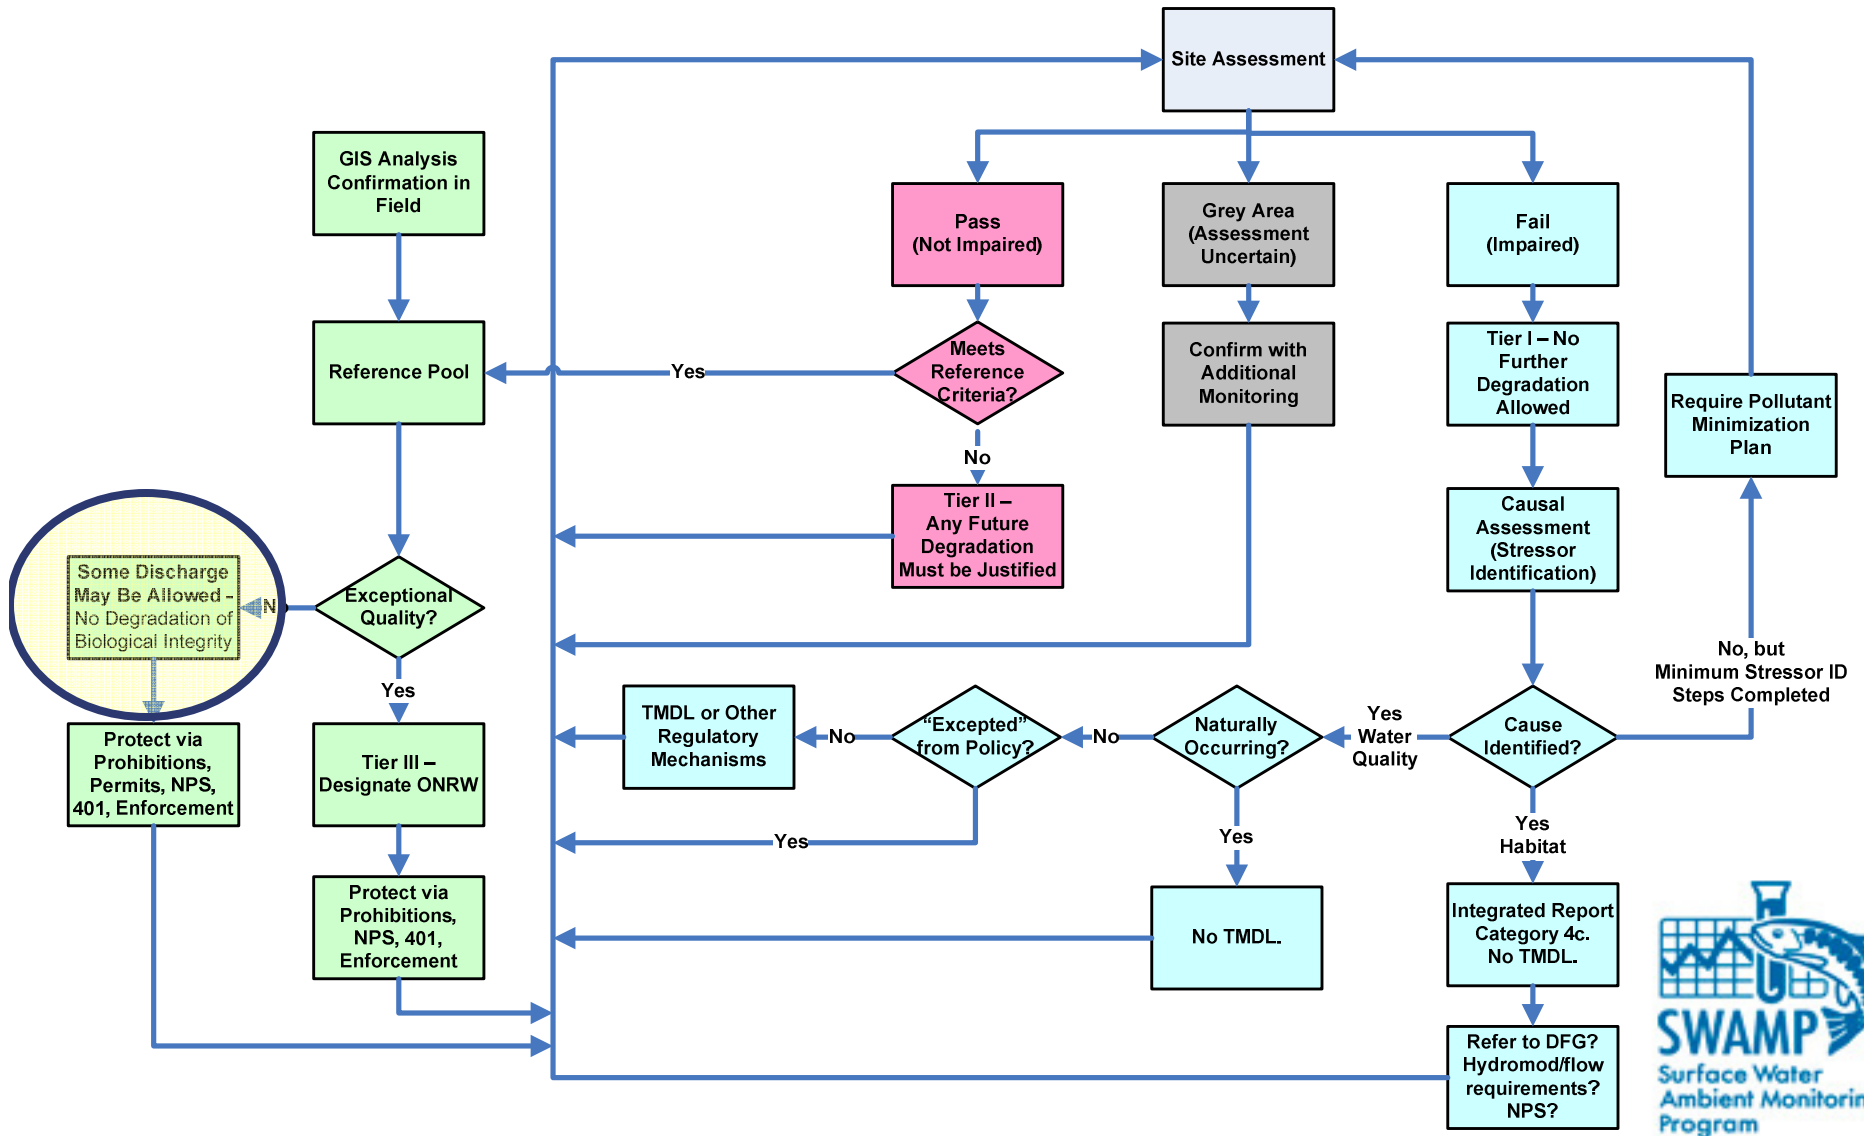 Site Assessment
GIS Analysis
Confirmation in
Field
Pass
(Not Impaired)
Grey Area
(Assessment
Uncertain)
Fail
(Impaired)
Reference Pool
Yes
Meets
Reference
Criteria?
Confirm with
Additional
Monitoring
Tier I – No
Further
Degradation
Allowed
Require Pollutant
Minimization
Plan
No
Tier II –
Any Future
Degradation
Must be Justified
Causal
Assessment
(Stressor
Identification)
Some Discharge
May Be Allowed -
No Degradation of
Biological Integrity
N
Exceptional
Quality?
Yes
No, but
Minimum Stressor ID
Steps Completed
Protect via
Prohibitions,
Permits, NPS,
401, Enforcement
Tier III –
Designate ONRW
TMDL or Other
Regulatory
Mechanisms
No
“Excepted”
from Policy?
No
Naturally
Occurring?
Yes
Water
Quality
Cause
Identified?
Yes
Yes
Yes
Habitat
Protect via
Prohibitions,
NPS, 401,
Enforcement
No TMDL.
Integrated Report
Category 4c.
No TMDL.
Refer to DFG?
Hydromod/flow
requirements?
NPS?
SWAMP
Surface Water
Ambient Monitorin
Program